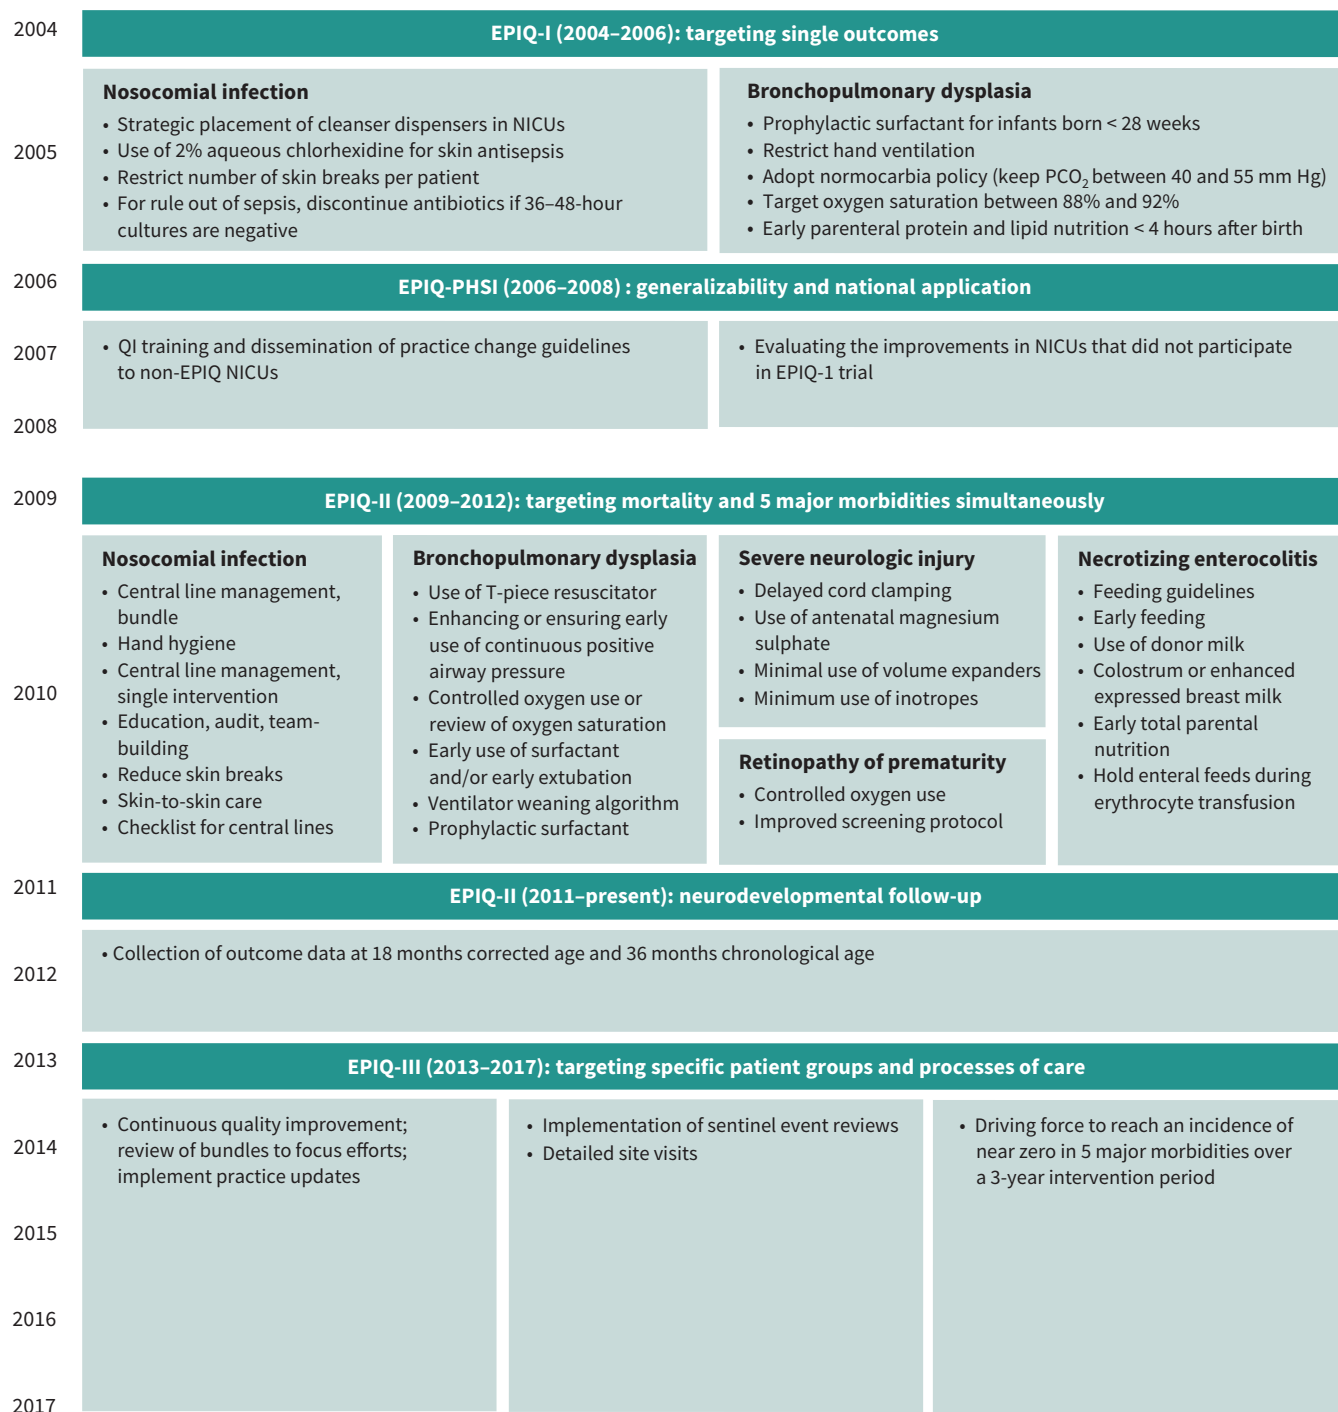 2004
EPIQ-I (2004–2006): targeting single outcomes
Nosocomial infection
• Strategic placement of cleanser dispensers in NICUs
• Use of 2% aqueous chlorhexidine for skin antisepsis
• Restrict number of skin breaks per patient
• For rule out of sepsis, discontinue antibiotics if 36–48-hour
cultures are negative
Bronchopulmonary dysplasia
• Prophylactic surfactant for infants born < 28 weeks
• Restrict hand ventilation
• Adopt normocarbia policy (keep PCO₂ between 40 and 55 mm Hg)
• Target oxygen saturation between 88% and 92%
• Early parenteral protein and lipid nutrition < 4 hours after birth
2005
2006
EPIQ-PHSI (2006–2008) : generalizability and national application
2007
• QI training and dissemination of practice change guidelines
to non-EPIQ NICUs
• Evaluating the improvements in NICUs that did not participate
in EPIQ-1 trial
2008
2009
EPIQ-II (2009–2012): targeting mortality and 5 major morbidities simultaneously
Nosocomial infection
• Central line management,
bundle
• Hand hygiene
• Central line management,
single intervention
• Education, audit, team-
building
• Reduce skin breaks
• Skin-to-skin care
• Checklist for central lines
Bronchopulmonary dysplasia
• Use of T-piece resuscitator
• Enhancing or ensuring early
use of continuous positive
airway pressure
• Controlled oxygen use or
review of oxygen saturation
• Early use of surfactant
and/or early extubation
• Ventilator weaning algorithm
• Prophylactic surfactant
Severe neurologic injury
• Delayed cord clamping
• Use of antenatal magnesium
sulphate
• Minimal use of volume expanders
• Minimum use of inotropes
Retinopathy of prematurity
• Controlled oxygen use
• Improved screening protocol
Necrotizing enterocolitis
• Feeding guidelines
• Early feeding
• Use of donor milk
• Colostrum or enhanced
expressed breast milk
• Early total parental
nutrition
• Hold enteral feeds during
erythrocyte transfusion
2010
2011
EPIQ-II (2011–present): neurodevelopmental follow-up
• Collection of outcome data at 18 months corrected age and 36 months chronological age
2012
2013
EPIQ-III (2013–2017): targeting specific patient groups and processes of care
• Continuous quality improvement;
review of bundles to focus efforts;
implement practice updates
• Implementation of sentinel event reviews
• Detailed site visits
• Driving force to reach an incidence of
near zero in 5 major morbidities over
a 3-year intervention period
2014
2015
2016
2017